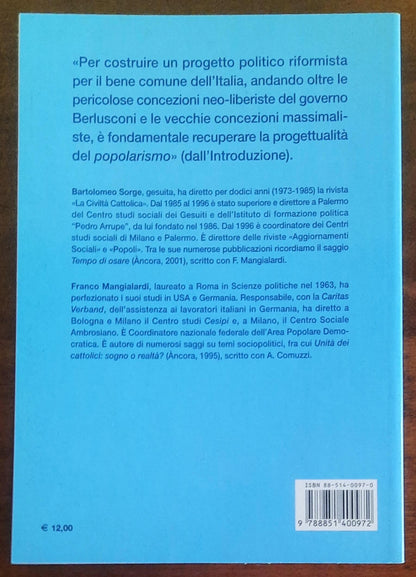 «Per costruire un progetto politico riformista
per il bene comune dell'Italia, andando oltre le
pericolose concezioni neo-liberiste del governo
Berlusconi e le vecchie concezioni massimali-
ste, è fondamentale recuperare la progettualità
del popolarismo» (dall'Introduzione).
Bartolomeo Sorge, gesuita, ha diretto per dodici anni (1973-1985) la rivista
«La Civiltà Cattolica». Dal 1985 al 1996 è stato superiore e direttore a Palermo
del Centro studi sociali dei Gesuiti e dell'Istituto di formazione politica
"Pedro Arrupe", da lui fondato nel 1986. Dal 1996 è coordinatore dei Centri
studi sociali di Milano e Palermo. È direttore delle riviste «Aggiornamenti
Sociali» e «Popoli». Tra le sue numerose pubblicazioni ricordiamo il saggio
Tempo di osare (Àncora, 2001), scritto con F. Mangialardi.
Franco Mangialardi, laureato a Roma in Scienze politiche nel 1963, ha
perfezionato i suoi studi in USA e Germania. Responsabile, con la Caritas
Verband, dell'assistenza ai lavoratori italiani in Germania, ha diretto a
Bologna e Milano il Centro studi Cesipi e, a Milano, il Centro Sociale
Ambrosiano. È Coordinatore nazionale federale dell'Area Popolare Demo-
cratica. È autore di numerosi saggi su temi sociopolitici, fra cui Unità dei
cattolici: sogno o realtà? (Àncora, 1995), scritto con A. Comuzzi.
ISBN 88-514-0097-0
9 788851 400972
€ 12,00